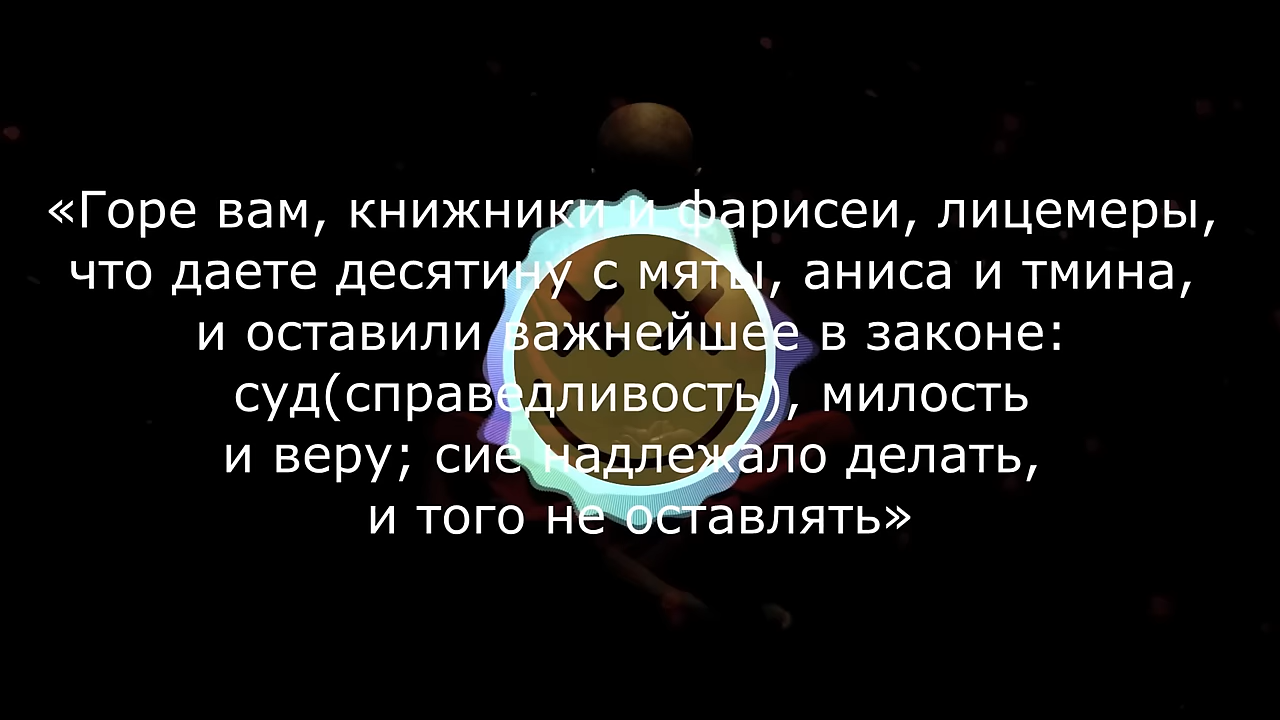 «Горе вам, книжники и фарисеи, лицемеры,
что даете десятину с мяты, аниса и тмина,
и оставили важнейшее в законе:
суд(справедливость), милость
и веру; сие надлежало делать,
и того не оставлять»